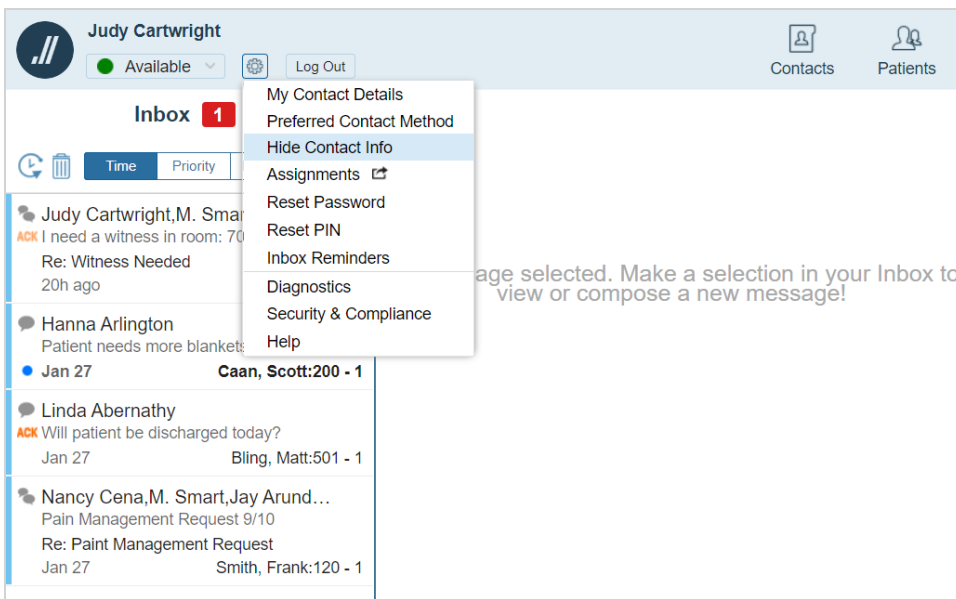 Judy Cartwright
Available
Log Out
Contacts
Patients
Inbox 1
Time Priority
My Contact Details
Preferred Contact Method
Hide Contact Info
Assignments
Reset Password
Reset PIN
Inbox Reminders
Diagnostics
Security & Compliance
Help
Judy Cartwright,M. Smar
ACK I need a witness in room: 70
Re: Witness Needed
20h ago
Hanna Arlington
Patient needs more blankets
Jan 27 Caan, Scott:200 - 1
Linda Abernathy
ACK Will patient be discharged today?
Jan 27 Bling, Matt:501 - 1
Nancy Cena,M. Smart,Jay Arund…
Pain Management Request 9/10
Re: Paint Management Request
Jan 27 Smith, Frank:120 - 1
age selected. Make a selection in your Inbox to
view or compose a new message!